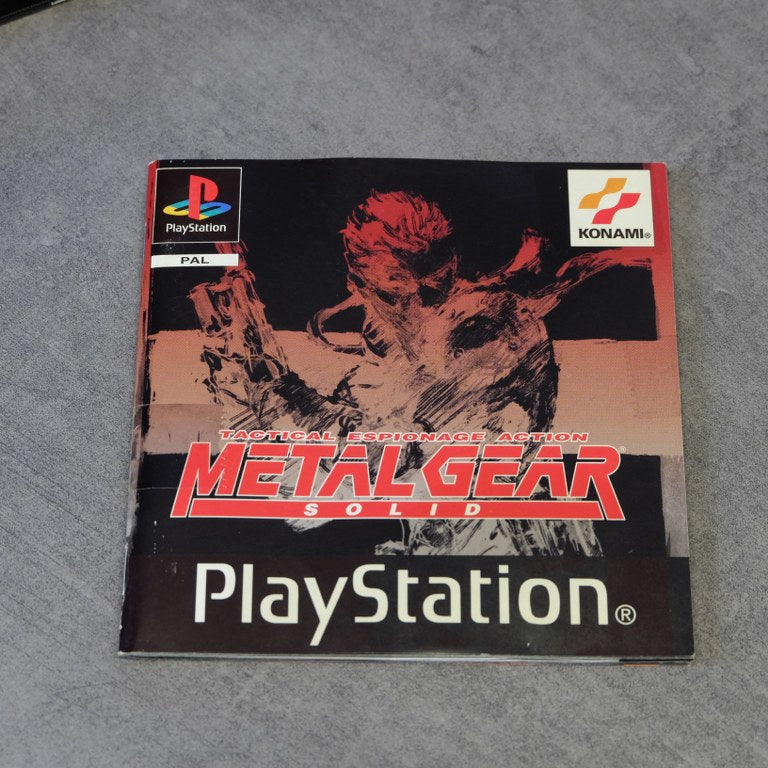 PlayStation
PAL
KONAMI®
TACTICAL ESPIONAGE ACTION
METAL GEAR®
SOLID
PlayStation®